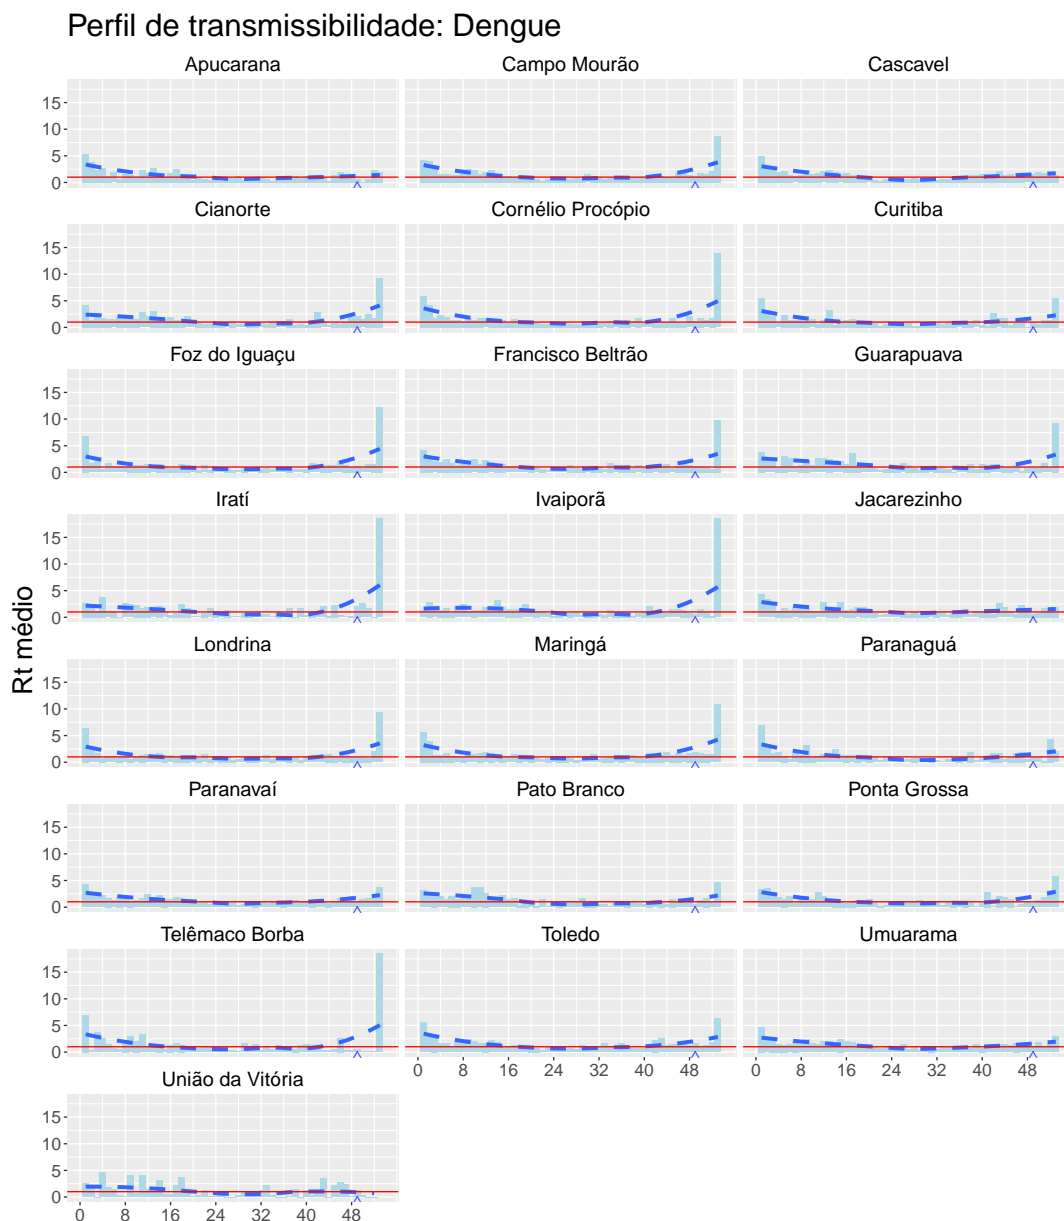 Perfil de transmissibilidade: Dengue
Apucarana Campo Mourão Cascavel
15
10
5
0
Cianorte Cornélio Procópio Curitiba
15
10
5
0
Foz do Iguaçu Francisco Beltrão Guarapuava
15
10
5
0
Iratí Ivaiporã Jacarezinho
15
10
5
0
Rt médio
Londrina Maringá Paranaguá
15
10
5
0
Paranavaí Pato Branco Ponta Grossa
15
10
5
0
Telêmaco Borba Toledo Umuarama
15
10
5
0
0 8 16 24 32 40 48 0 8 16 24 32 40 48
União da Vitória
15
10
5
0
0 8 16 24 32 40 48